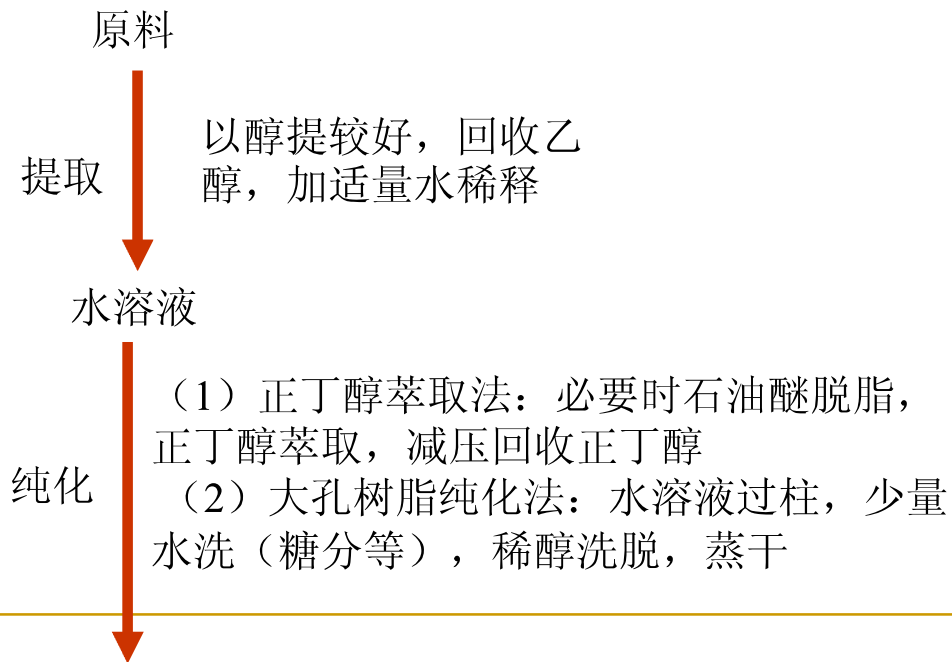 原料
提取
以醇提较好，回收乙
醇，加适量水稀释
水溶液
纯化
（1）正丁醇萃取法：必要时石油醚脱脂，
正丁醇萃取，减压回收正丁醇
（2）大孔树脂纯化法：水溶液过柱，少量
水洗（糖分等），稀醇洗脱，蒸干